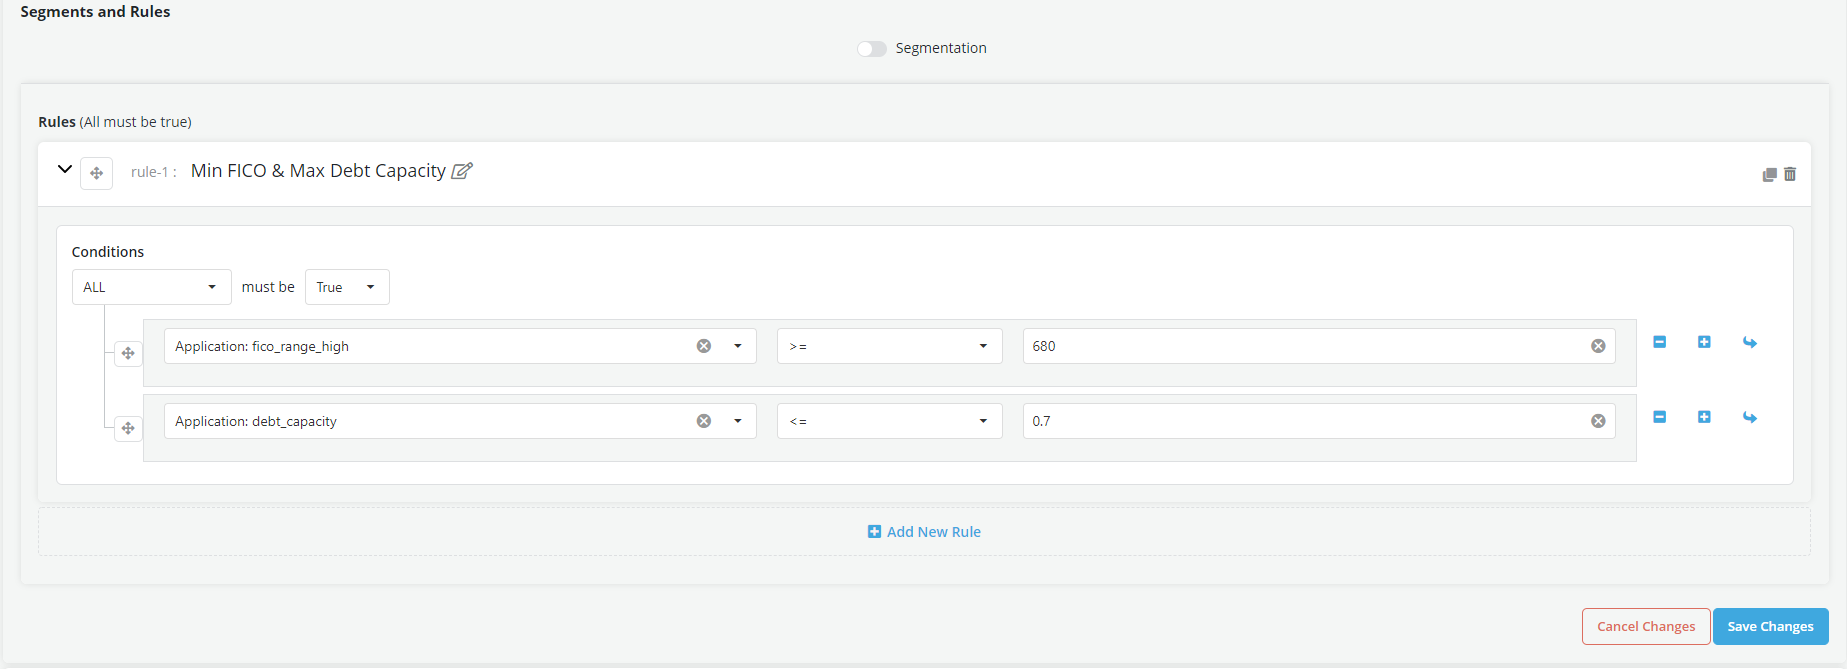 Segments and Rules
Segmentation
Rules (All must be true)
rule-1 : Min FICO & Max Debt Capacity
Conditions
ALL must be True
Application: fico_range_high >= 680
Application: debt_capacity <= 0.7
Add New Rule
Cancel Changes Save Changes